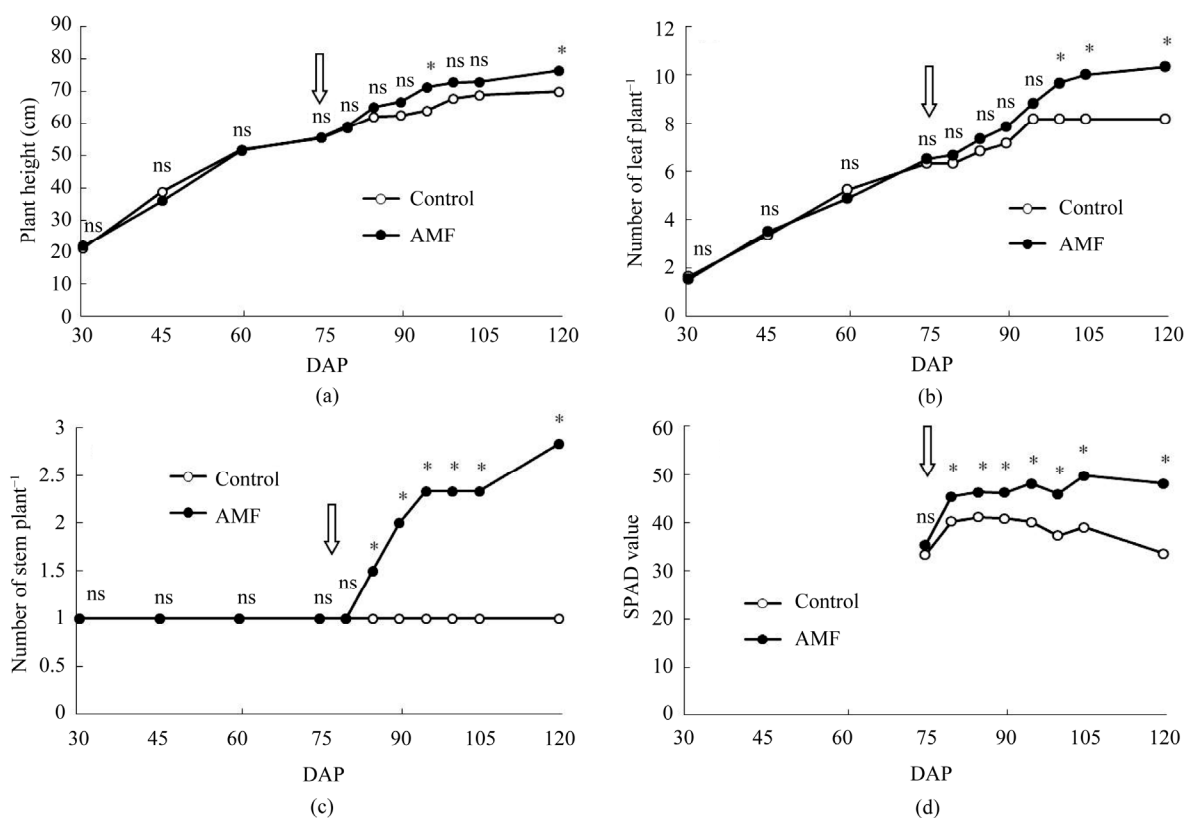 90
80
70
60
50
40
30
20
10
0
Plant height (cm)
ns
ns
ns
ns
ns
ns
ns
*
ns
ns
*
Control
AMF
30 45 60 75 90 105 120
DAP
(a)
12
10
8
6
4
2
0
Number of leaf plant⁻¹
ns
ns
ns
ns
ns
ns
ns
ns
*
*
*
Control
AMF
30 45 60 75 90 105 120
DAP
(b)
3
2.5
2
1.5
1
0.5
0
Number of stem plant⁻¹
Control
AMF
ns
ns
ns
ns
ns
*
*
*
*
*
*
30 45 60 75 90 105 120
DAP
(c)
60
50
40
30
20
10
0
SPAD value
ns
*
*
*
*
*
*
*
Control
AMF
30 45 60 75 90 105 120
DAP
(d)